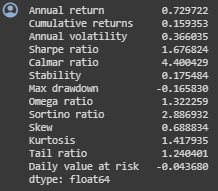 Annual return 0.729722
Cumulative returns 0.159353
Annual volatility 0.366035
Sharpe ratio 1.676824
Calmar ratio 4.400429
Stability 0.175484
Max drawdown -0.165830
Omega ratio 1.322259
Sortino ratio 2.886932
Skew 0.688834
Kurtosis 1.417935
Tail ratio 1.240401
Daily value at risk -0.043680
dtype: float64